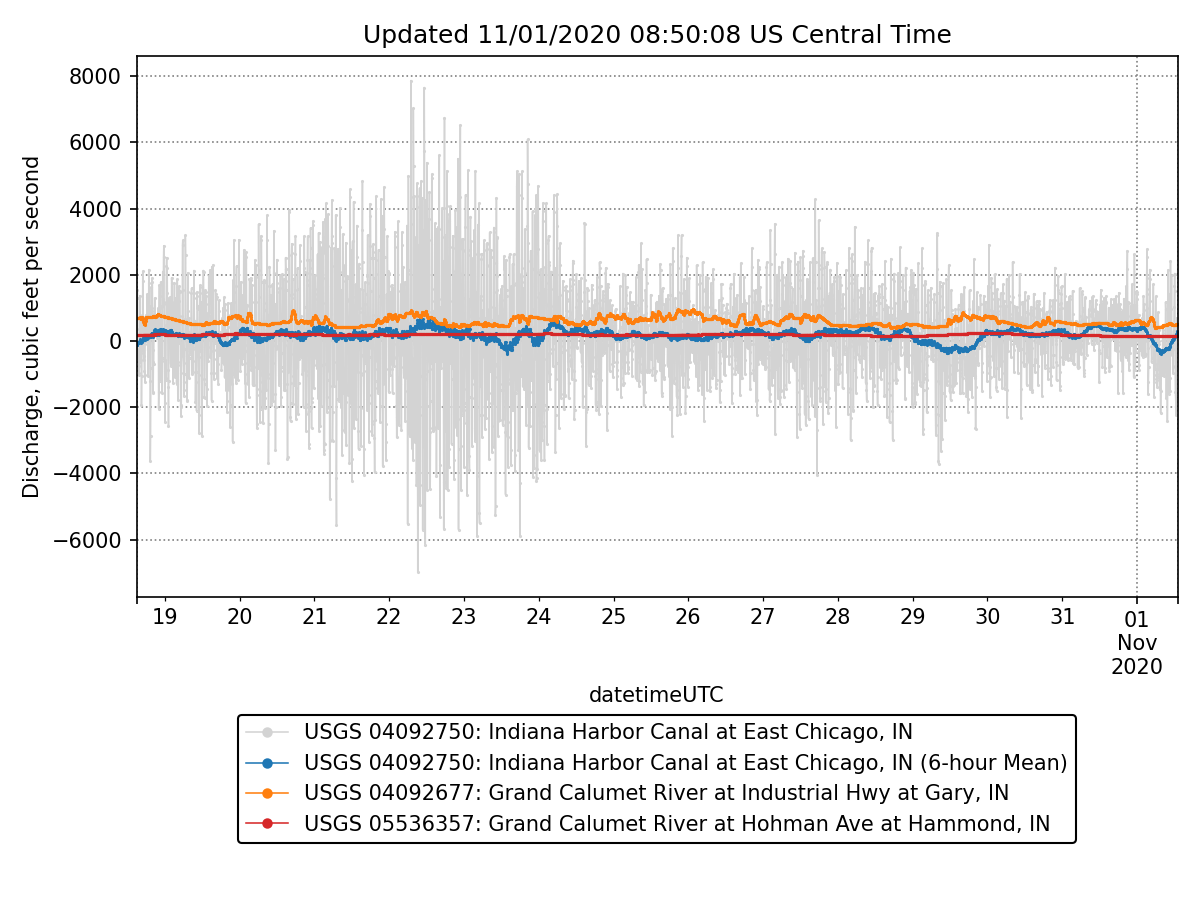 Updated 11/01/2020 08:50:08 US Central Time
Discharge, cubic feet per second
8000
6000
4000
2000
0
−2000
−4000
−6000
19 20 21 22 23 24 25 26 27 28 29 30 31 01
Nov
2020
datetimeUTC
USGS 04092750: Indiana Harbor Canal at East Chicago, IN
USGS 04092750: Indiana Harbor Canal at East Chicago, IN (6-hour Mean)
USGS 04092677: Grand Calumet River at Industrial Hwy at Gary, IN
USGS 05536357: Grand Calumet River at Hohman Ave at Hammond, IN